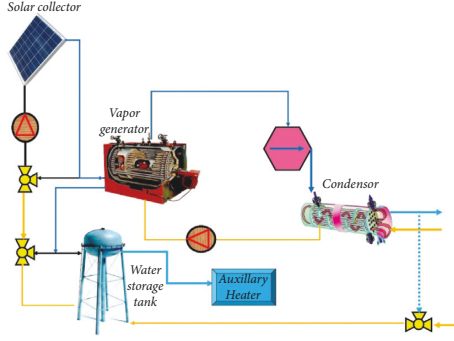 Solar collector
Vapor
generator
Condensor
Water
storage
tank
Auxillary
Heater